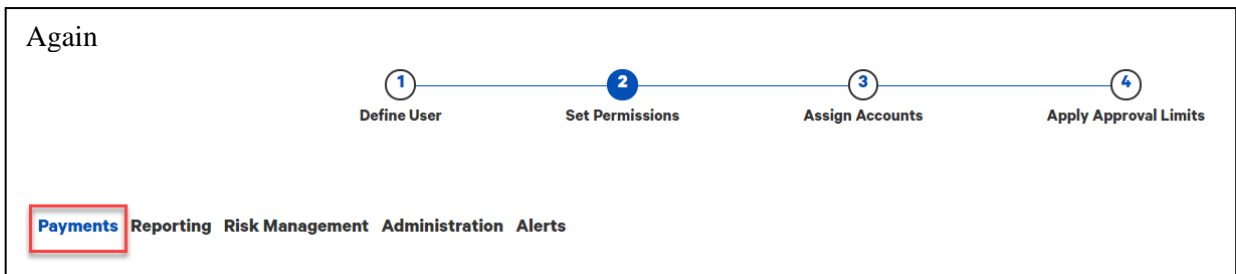 Again
1 2 3 4
Define User Set Permissions Assign Accounts Apply Approval Limits
Payments Reporting Risk Management Administration Alerts